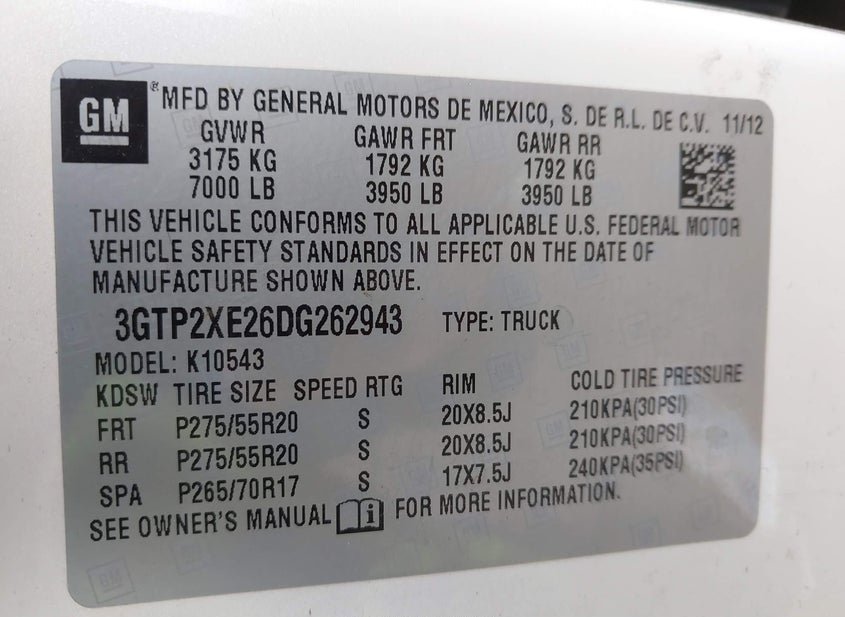 GM ® MFD BY GENERAL MOTORS DE MEXICO, S. DE R.L. DE C.V. 11/12
GVWR GAWR FRT GAWR RR
3175 KG 1792 KG 1792 KG
7000 LB 3950 LB 3950 LB
THIS VEHICLE CONFORMS TO ALL APPLICABLE U.S. FEDERAL MOTOR
VEHICLE SAFETY STANDARDS IN EFFECT ON THE DATE OF
MANUFACTURE SHOWN ABOVE.
3GTP2XE26DG262943 TYPE: TRUCK
MODEL: K10543
KDSW TIRE SIZE SPEED RTG RIM COLD TIRE PRESSURE
FRT P275/55R20 S 20X8.5J 210KPA(30PSI)
RR P275/55R20 S 20X8.5J 210KPA(30PSI)
SPA P265/70R17 S 17X7.5J 240KPA(35PSI)
SEE OWNER'S MANUAL i FOR MORE INFORMATION.